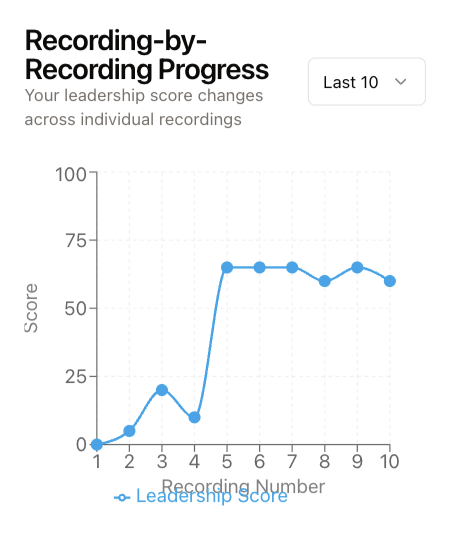 Recording-by-
Recording Progress
Your leadership score changes
across individual recordings
Last 10
100
75
50
25
0
Score
1 2 3 4 5 6 7 8 9 10
Recording Number
Leadership Score